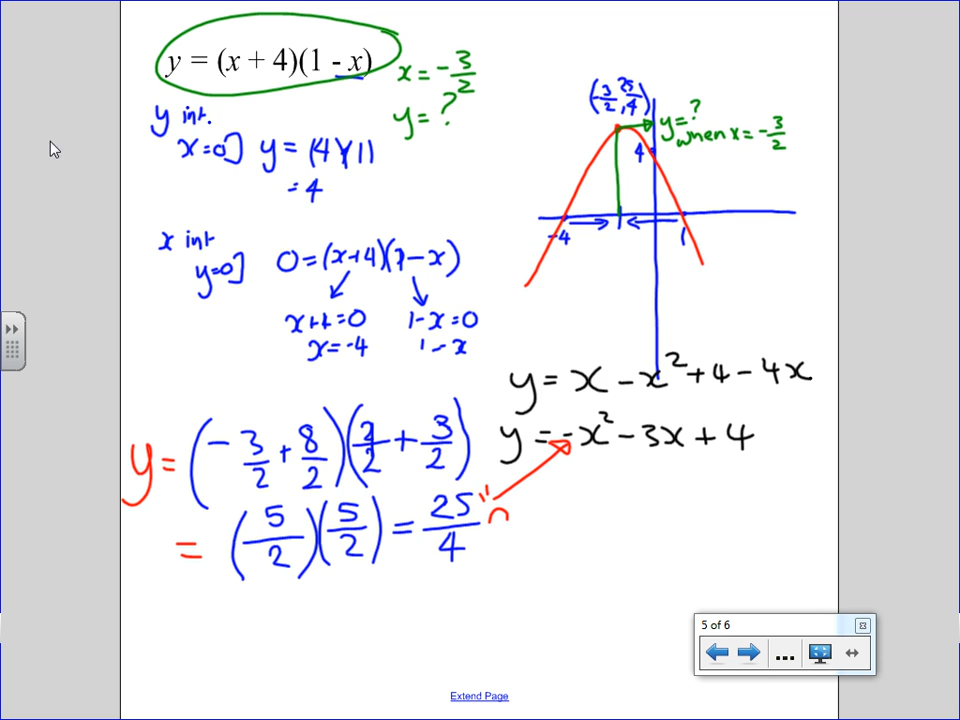 y = (x + 4)(1 - x)
x = -3/2
y = ?
y int.
x=0] y = (4)(1)
= 4
x int
y=0] 0 = (x+4)(1-x)
x+4=0 1-x=0
x=-4 1=x
y = (-3/2 + 8/2)(2/2 + 3/2)
= (5/2)(5/2) = 25/4
(-3/2, 25/4)
y=?
when x = -3/2
4
-4 1
y = x - x² + 4 - 4x
y = -x² - 3x + 4
"∩
5 of 6
...
Extend Page